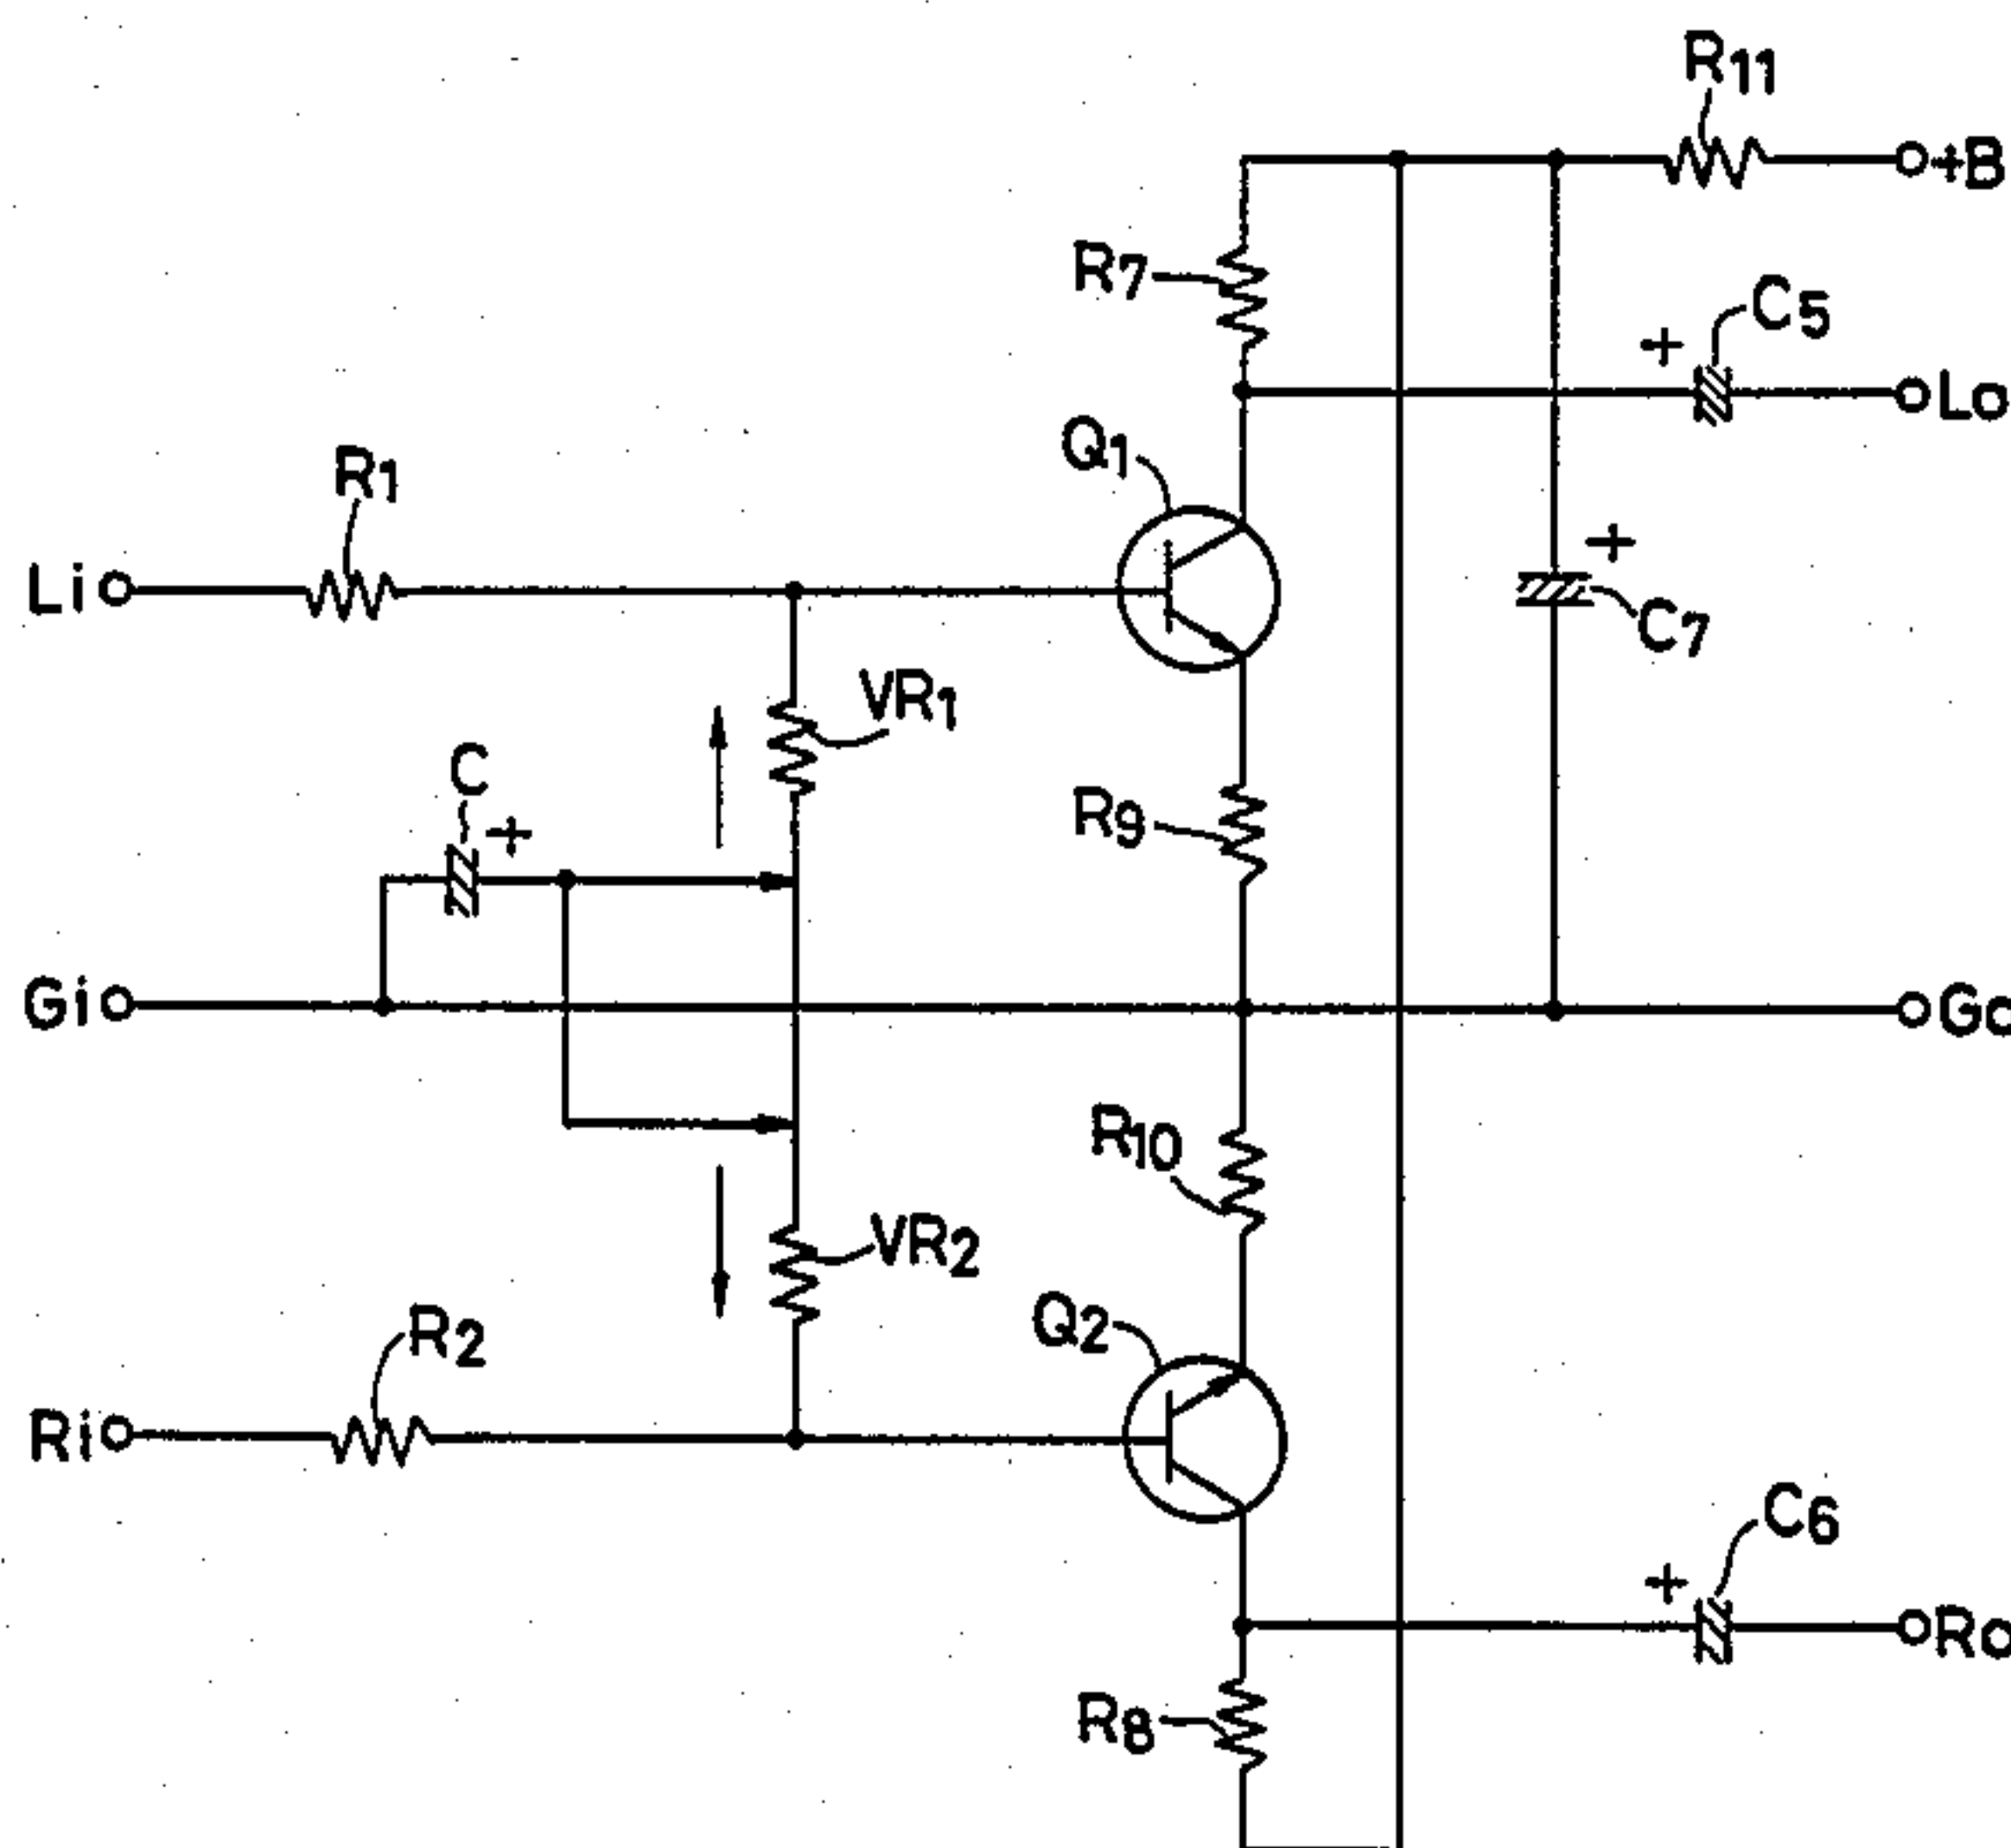 R11
+B
R7
C5
+
Lo
Q1
R1
+
Li
C7
VR1
C
R9
+
Gi
Go
R10
VR2
Q2
R2
Ri
C6
+
Ro
R8